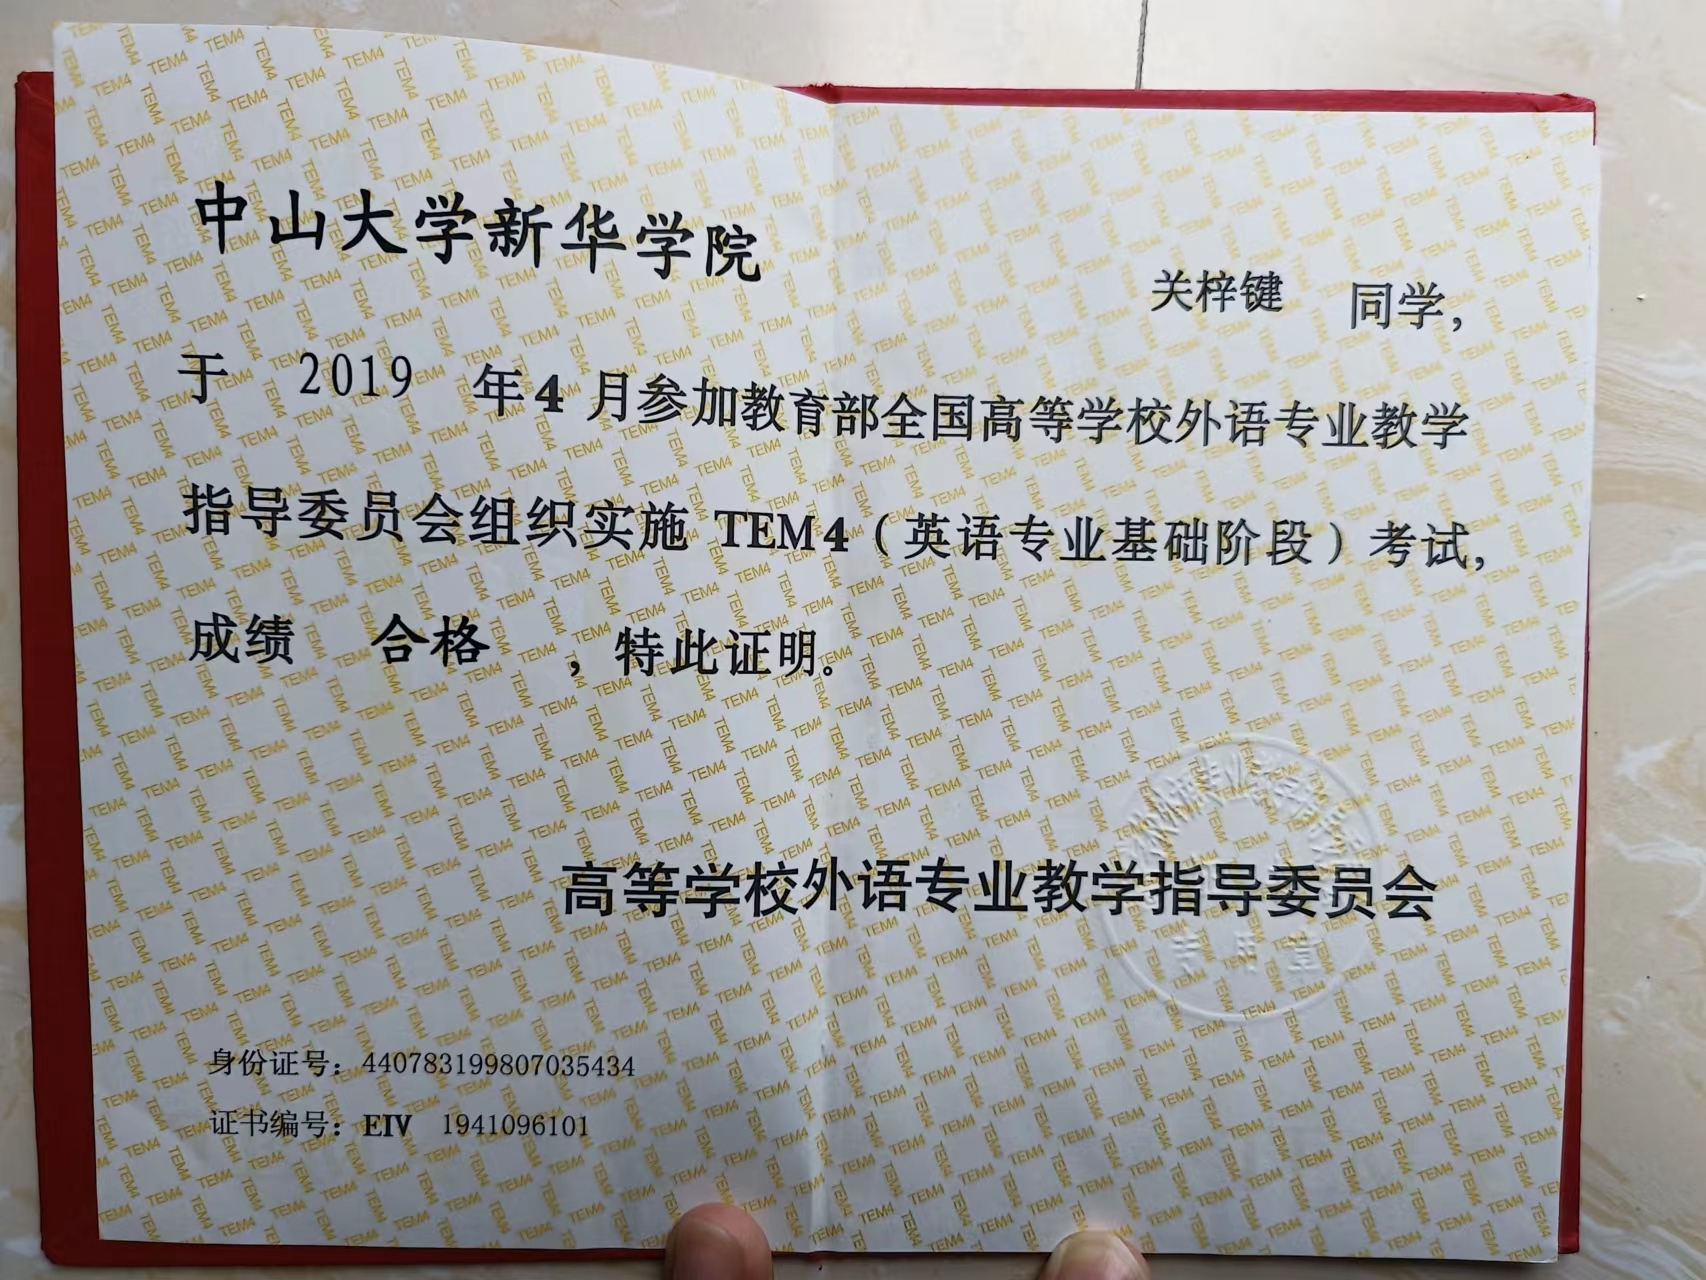 中山大学新华学院
关梓键 同学，
于 2019 年4月参加教育部全国高等学校外语专业教学
指导委员会组织实施 TEM4（英语专业基础阶段）考试，
成绩 合格 ，特此证明。
高等学校外语专业教学指导委员会
专用章
身份证号：440783199807035434
证书编号：EIV 1941096101